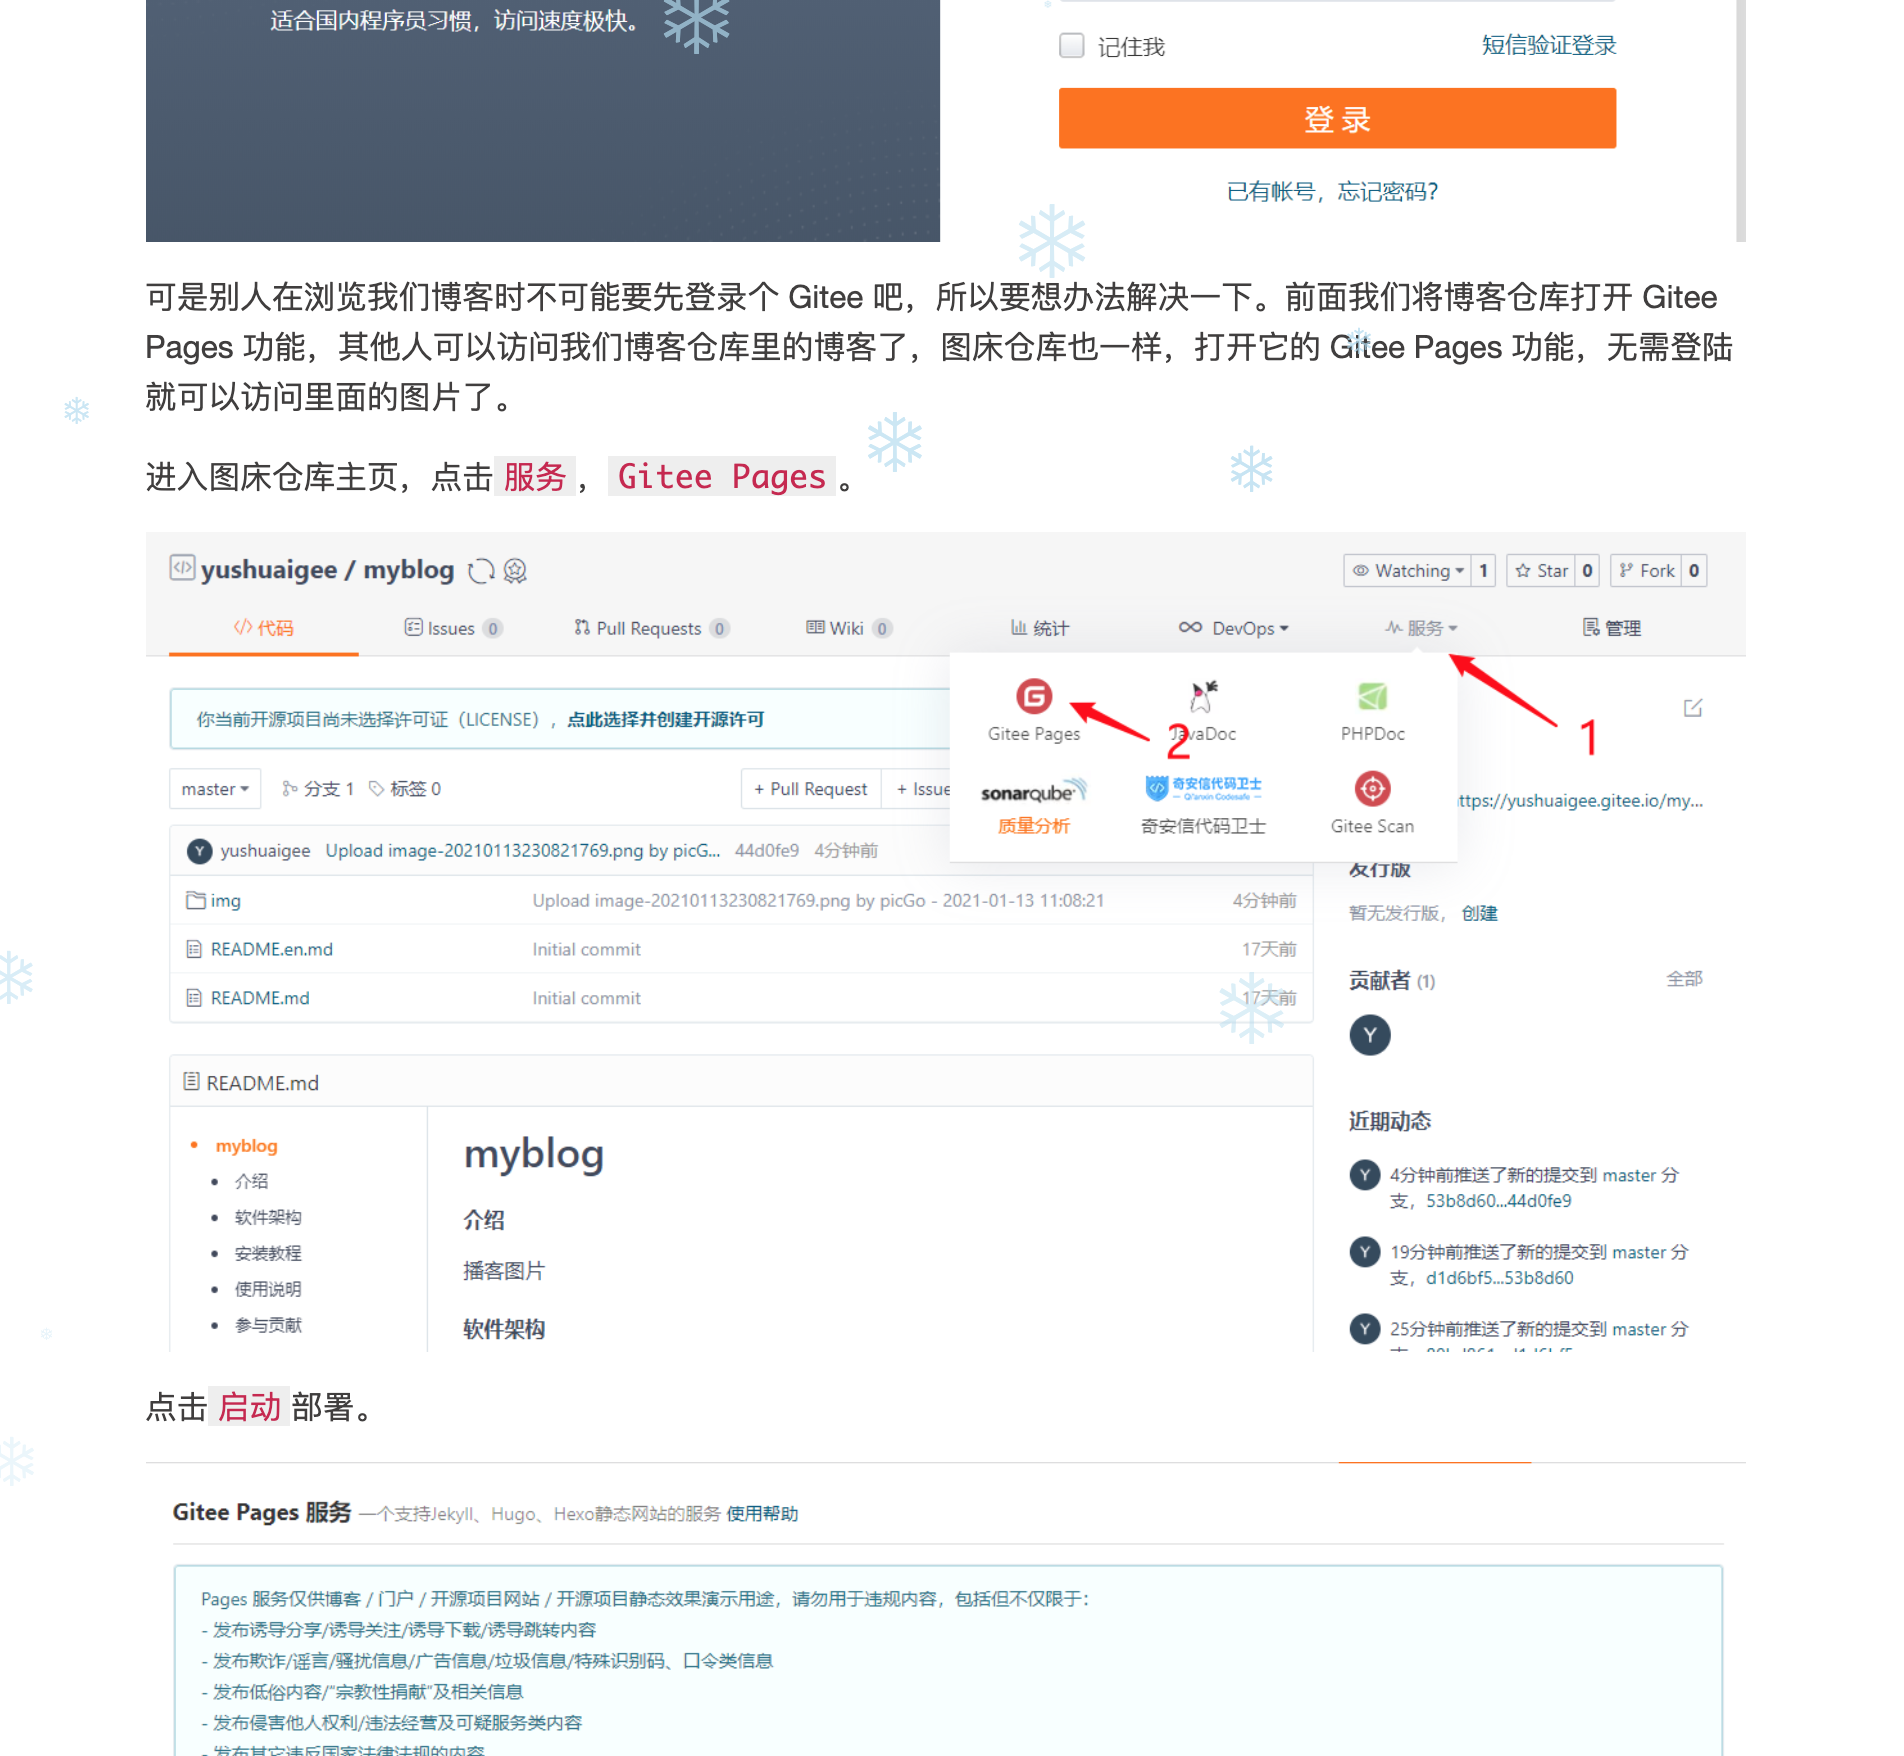 适合国内程序员习惯，访问速度极快。
记住我
短信验证登录
登 录
已有帐号，忘记密码?
可是别人在浏览我们博客时不可能要先登录个 Gitee 吧，所以要想办法解决一下。前面我们将博客仓库打开 Gitee
Pages 功能，其他人可以访问我们博客仓库里的博客了，图床仓库也一样，打开它的 Gitee Pages 功能，无需登陆
就可以访问里面的图片了。
进入图床仓库主页，点击 服务 ， Gitee Pages 。
yushuaigee / myblog
Watching 1 Star 0 Fork 0
代码 Issues 0 Pull Requests 0 Wiki 0 统计 DevOps 服务 管理
你当前开源项目尚未选择许可证（LICENSE），点此选择并创建开源许可
Gitee Pages JavaDoc PHPDoc
2
1
master 分支 1 标签 0 + Pull Request + Issue
sonarqube 奇安信代码卫士
Qi'anxin Codesafe
质量分析 奇安信代码卫士 Gitee Scan
ttps://yushuaigee.gitee.io/my...
Y yushuaigee Upload image-20210113230821769.png by picG... 44d0fe9 4分钟前
发行版
img Upload image-20210113230821769.png by picGo - 2021-01-13 11:08:21 4分钟前
暂无发行版， 创建
README.en.md Initial commit 17天前
贡献者 (1) 全部
README.md Initial commit 17天前
Y
README.md
myblog
介绍
软件架构
安装教程
使用说明
参与贡献
myblog
介绍
播客图片
软件架构
近期动态
Y 4分钟前推送了新的提交到 master 分
支，53b8d60...44d0fe9
Y 19分钟前推送了新的提交到 master 分
支，d1d6bf5...53b8d60
Y 25分钟前推送了新的提交到 master 分
点击 启动 部署。
Gitee Pages 服务 一个支持Jekyll、Hugo、Hexo静态网站的服务 使用帮助
Pages 服务仅供博客 / 门户 / 开源项目网站 / 开源项目静态效果演示用途，请勿用于违规内容，包括但不仅限于：
- 发布诱导分享/诱导关注/诱导下载/诱导跳转内容
- 发布欺诈/谣言/骚扰信息/广告信息/垃圾信息/特殊识别码、口令类信息
- 发布低俗内容/"宗教性捐献"及相关信息
- 发布侵害他人权利/违法经营及可疑服务类内容
- 发布其它违反国家法律法规的内容